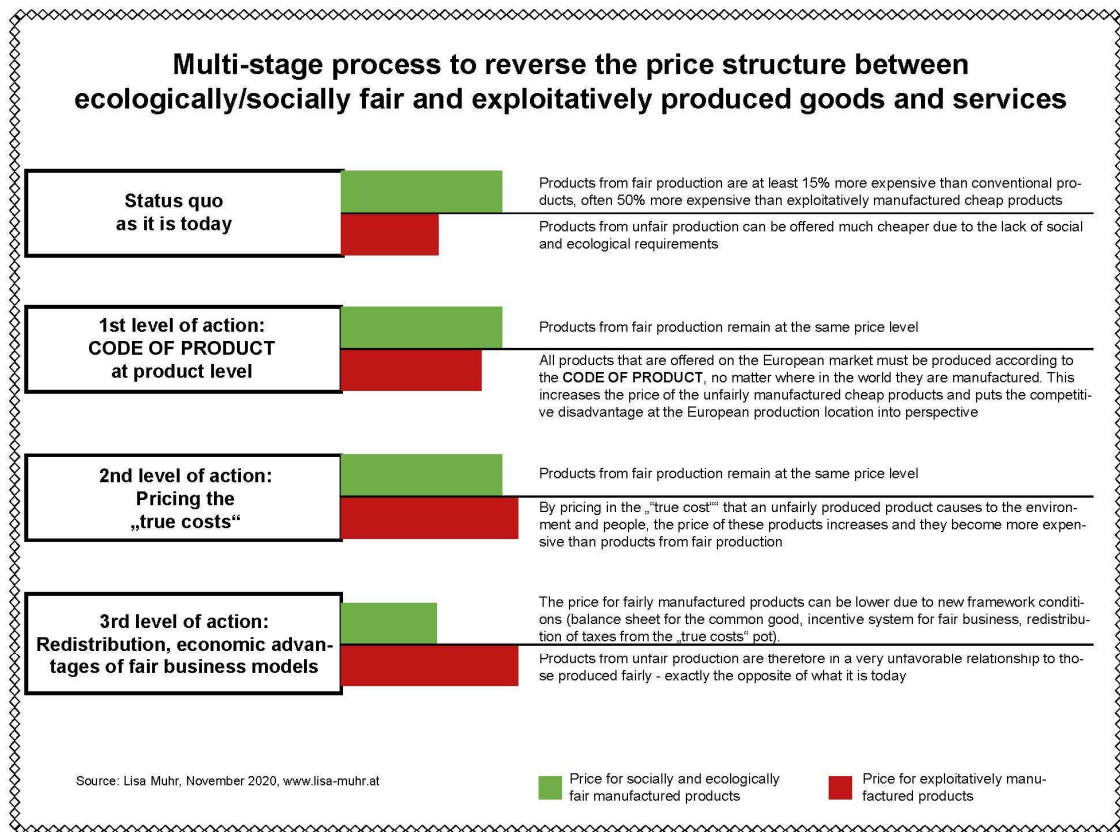 Multi-stage process to reverse the price structure between
ecologically/socially fair and exploitatively produced goods and services
Status quo
as it is today
Products from fair production are at least 15% more expensive than conventional pro-
ducts, often 50% more expensive than exploitatively manufactured cheap products
Products from unfair production can be offered much cheaper due to the lack of social
and ecological requirements
1st level of action:
CODE OF PRODUCT
at product level
Products from fair production remain at the same price level
All products that are offered on the European market must be produced according to
the CODE OF PRODUCT, no matter where in the world they are manufactured. This
increases the price of the unfairly manufactured cheap products and puts the competiti-
ve disadvantage at the European production location into perspective
2nd level of action:
Pricing the
„true costs“
Products from fair production remain at the same price level
By pricing in the „“true cost““ that an unfairly produced product causes to the environ-
ment and people, the price of these products increases and they become more expen-
sive than products from fair production
3rd level of action:
Redistribution, economic advan-
tages of fair business models
The price for fairly manufactured products can be lower due to new framework conditi-
ons (balance sheet for the common good, incentive system for fair business, redistribu-
tion of taxes from the „true costs“ pot).
Products from unfair production are therefore in a very unfavorable relationship to tho-
se produced fairly - exactly the opposite of what it is today
Source: Lisa Muhr, November 2020, www.lisa-muhr.at
Price for socially and ecologically
fair manufactured products
Price for exploitatively manu-
factured products